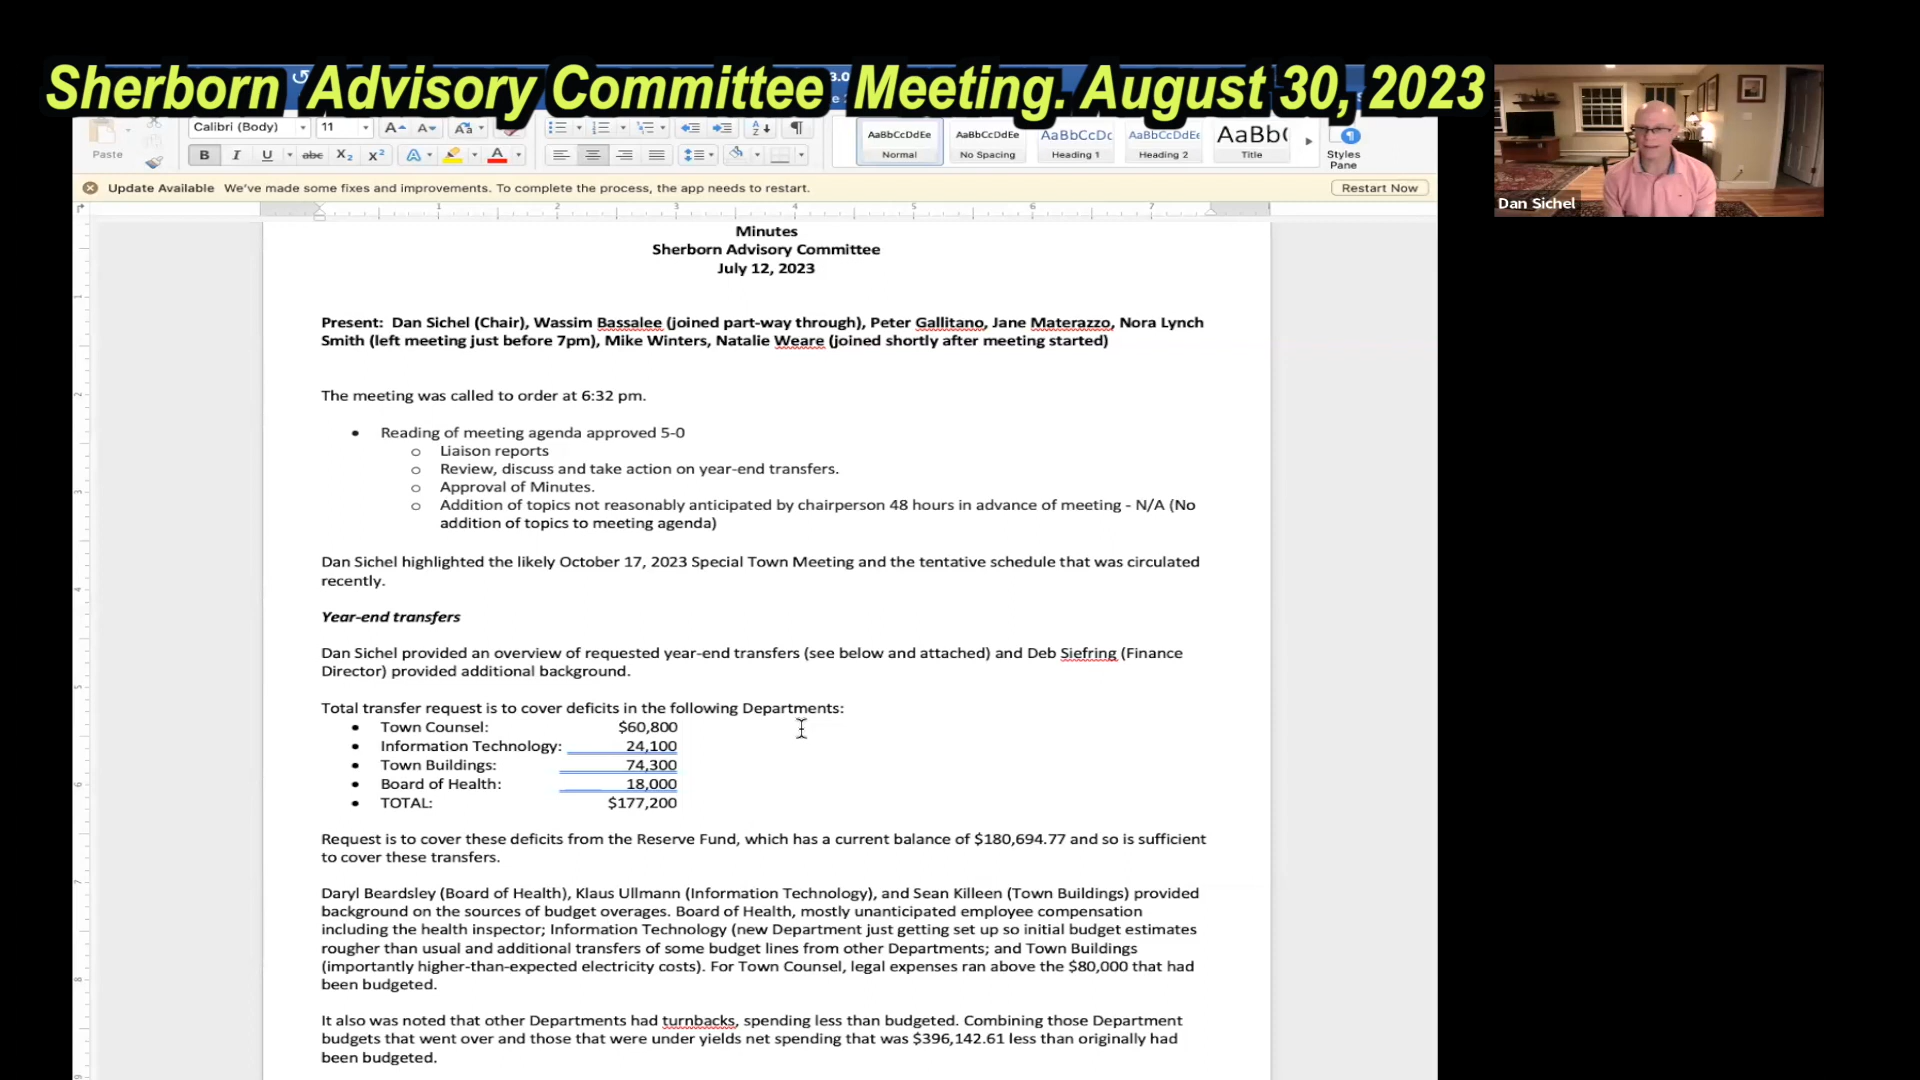 Sherborn Advisory Committee Meeting. August 30, 2023
Paste
Calibri (Body)
11
AaBbCcDdEe
Normal
AaBbCcDdEe
No Spacing
AaBbCcDc
Heading 1
AaBbCcDdEe
Heading 2
AaBb(
Title
Styles
Pane
Update Available We've made some fixes and improvements. To complete the process, the app needs to restart.
Restart Now
Dan Sichel
Minutes
Sherborn Advisory Committee
July 12, 2023
Present: Dan Sichel (Chair), Wassim Bassalee (joined part-way through), Peter Gallitano, Jane Materazzo, Nora Lynch
Smith (left meeting just before 7pm), Mike Winters, Natalie Weare (joined shortly after meeting started)
The meeting was called to order at 6:32 pm.
• Reading of meeting agenda approved 5-0
o Liaison reports
o Review, discuss and take action on year-end transfers.
o Approval of Minutes.
o Addition of topics not reasonably anticipated by chairperson 48 hours in advance of meeting - N/A (No
addition of topics to meeting agenda)
Dan Sichel highlighted the likely October 17, 2023 Special Town Meeting and the tentative schedule that was circulated
recently.
Year-end transfers
Dan Sichel provided an overview of requested year-end transfers (see below and attached) and Deb Siefring (Finance
Director) provided additional background.
Total transfer request is to cover deficits in the following Departments:
• Town Counsel: $60,800
• Information Technology: 24,100
• Town Buildings: 74,300
• Board of Health: 18,000
• TOTAL: $177,200
Request is to cover these deficits from the Reserve Fund, which has a current balance of $180,694.77 and so is sufficient
to cover these transfers.
Daryl Beardsley (Board of Health), Klaus Ullmann (Information Technology), and Sean Killeen (Town Buildings) provided
background on the sources of budget overages. Board of Health, mostly unanticipated employee compensation
including the health inspector; Information Technology (new Department just getting set up so initial budget estimates
rougher than usual and additional transfers of some budget lines from other Departments; and Town Buildings
(importantly higher-than-expected electricity costs). For Town Counsel, legal expenses ran above the $80,000 that had
been budgeted.
It also was noted that other Departments had turnbacks, spending less than budgeted. Combining those Department
budgets that went over and those that were under yields net spending that was $396,142.61 less than originally had
been budgeted.